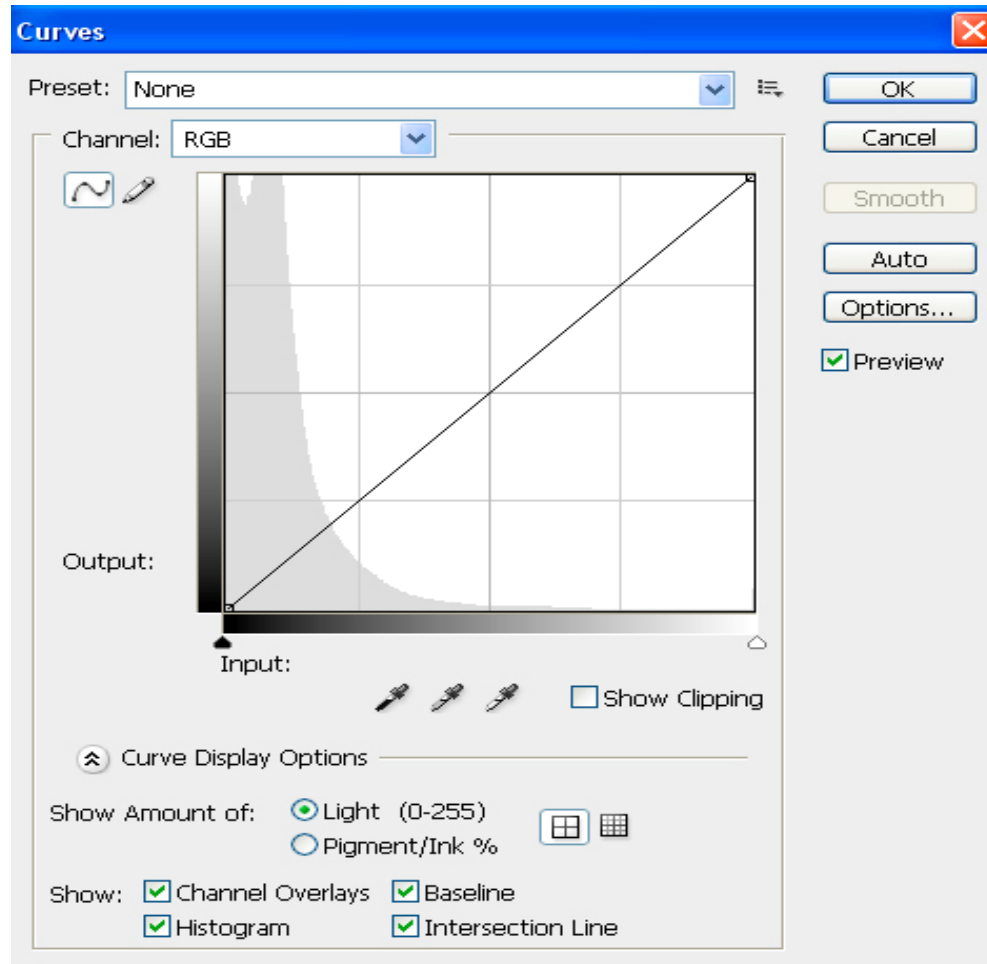 Curves
Preset: None
OK
Channel: RGB
Cancel
Smooth
Auto
Options...
Preview
Output:
Input:
Show Clipping
Curve Display Options
Show Amount of: Light (0-255)
Pigment/Ink %
Show: Channel Overlays Baseline
Histogram Intersection Line